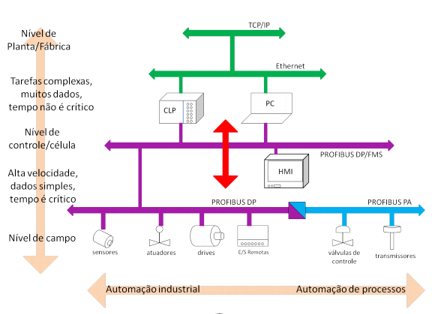 TCP/IP
Nível de
Planta/Fábrica
Ethernet
Tarefas complexas,
muitos dados,
tempo não é crítico
CLP
PC
Nível de
controle/célula
PROFIBUS DP/FMS
Alta velocidade,
dados simples,
tempo é crítico
HMI
PROFIBUS DP
PROFIBUS PA
Nível de campo
sensores
atuadores
drives
E/S Remotas
válvulas de
controle
transmissores
Automação industrial
Automação de processos